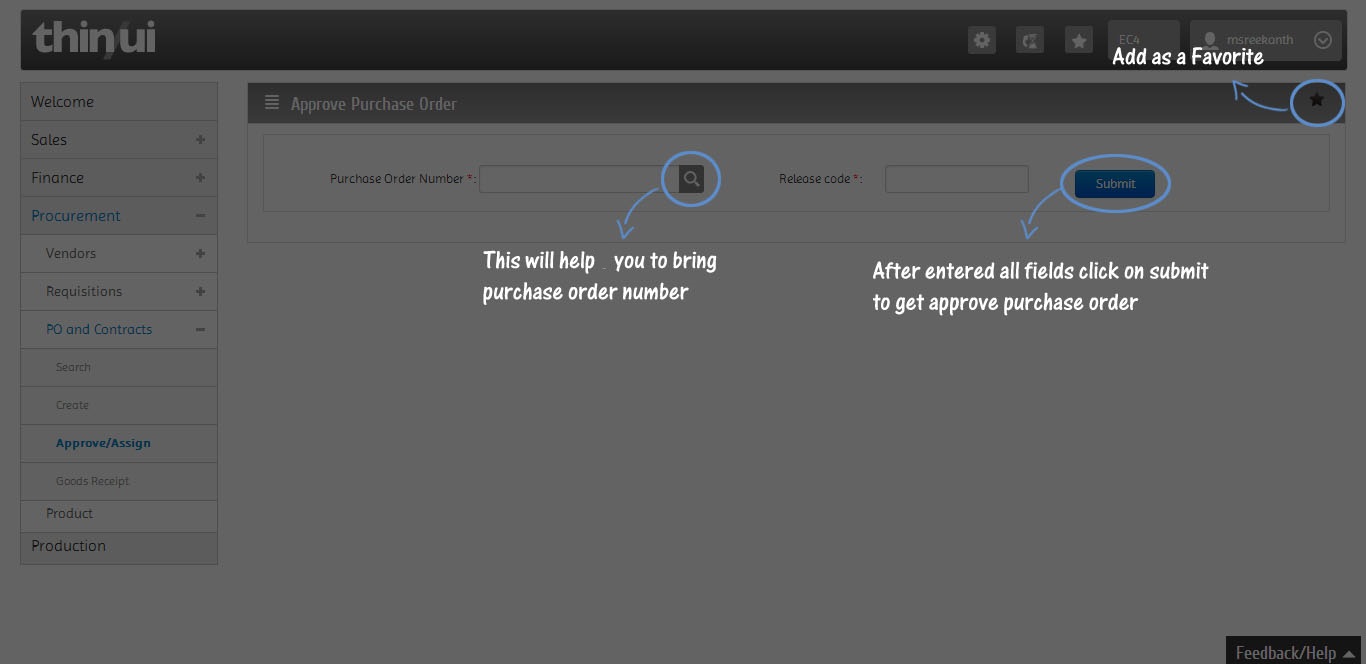 thin/ui
EC4
msreekanth
Add as a Favorite
Welcome
Sales
Finance
Procurement
Vendors
Requisitions
PO and Contracts
Search
Create
Approve/Assign
Goods Receipt
Product
Production
Approve Purchase Order
Purchase Order Number *:
Release code *:
Submit
This will help you to bring
purchase order number
After entered all fields click on submit
to get approve purchase order
Feedback/Help